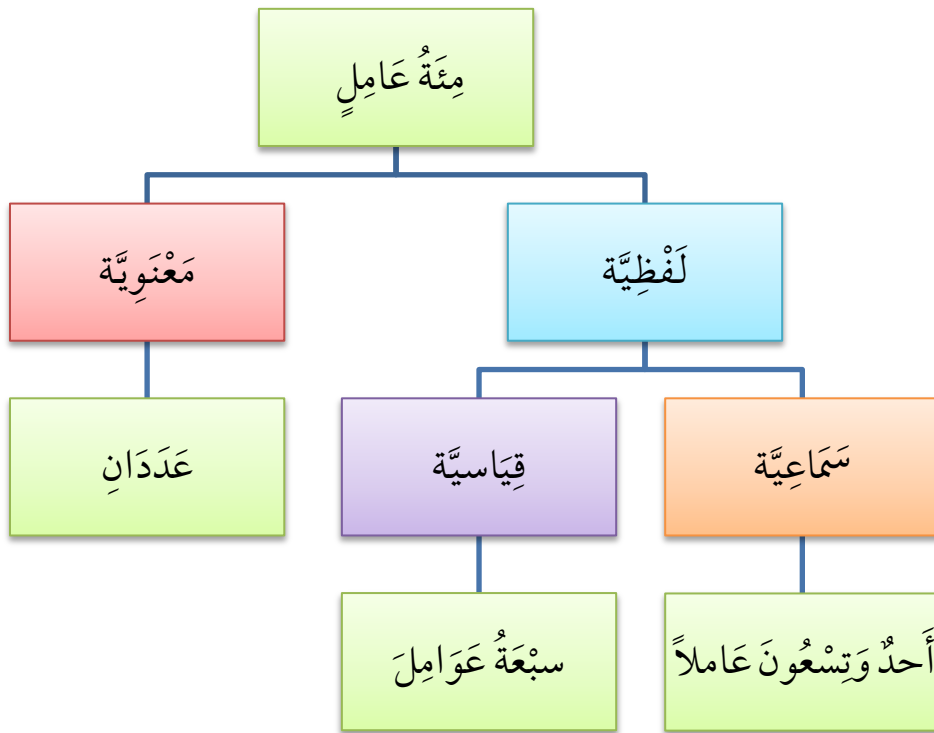 مِئَةُ عَامِلٍ
لَفْظِيَّة
مَعْنَوِيَّة
سَمَاعِيَّة
قِيَاسيَّة
عَدَدَانِ
أَحدٌ وَتِسْعُونَ عَاملاً
سبْعَةُ عَوَامِلَ